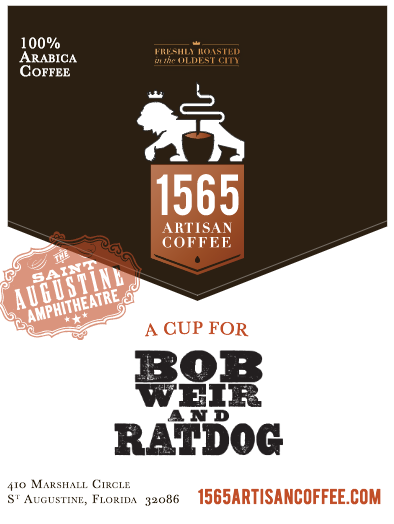 100%
ARABICA
COFFEE
FRESHLY ROASTED
in the OLDEST CITY
1565
ARTISAN
COFFEE
THE
SAINT
AUGUSTINE
AMPHITHEATRE
A CUP FOR
BOB
WEIR
AND
RATDOG
410 MARSHALL CIRCLE
ST AUGUSTINE, FLORIDA 32086
1565ARTISANCOFFEE.COM